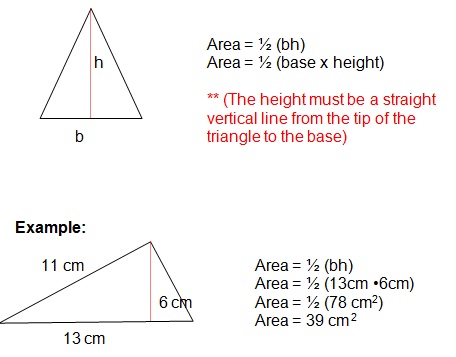 h
b
Area = ½ (bh)
Area = ½ (base x height)
** (The height must be a straight
vertical line from the tip of the
triangle to the base)
Example:
11 cm
6 cm
13 cm
Area = ½ (bh)
Area = ½ (13cm •6cm)
Area = ½ (78 cm²)
Area = 39 cm²